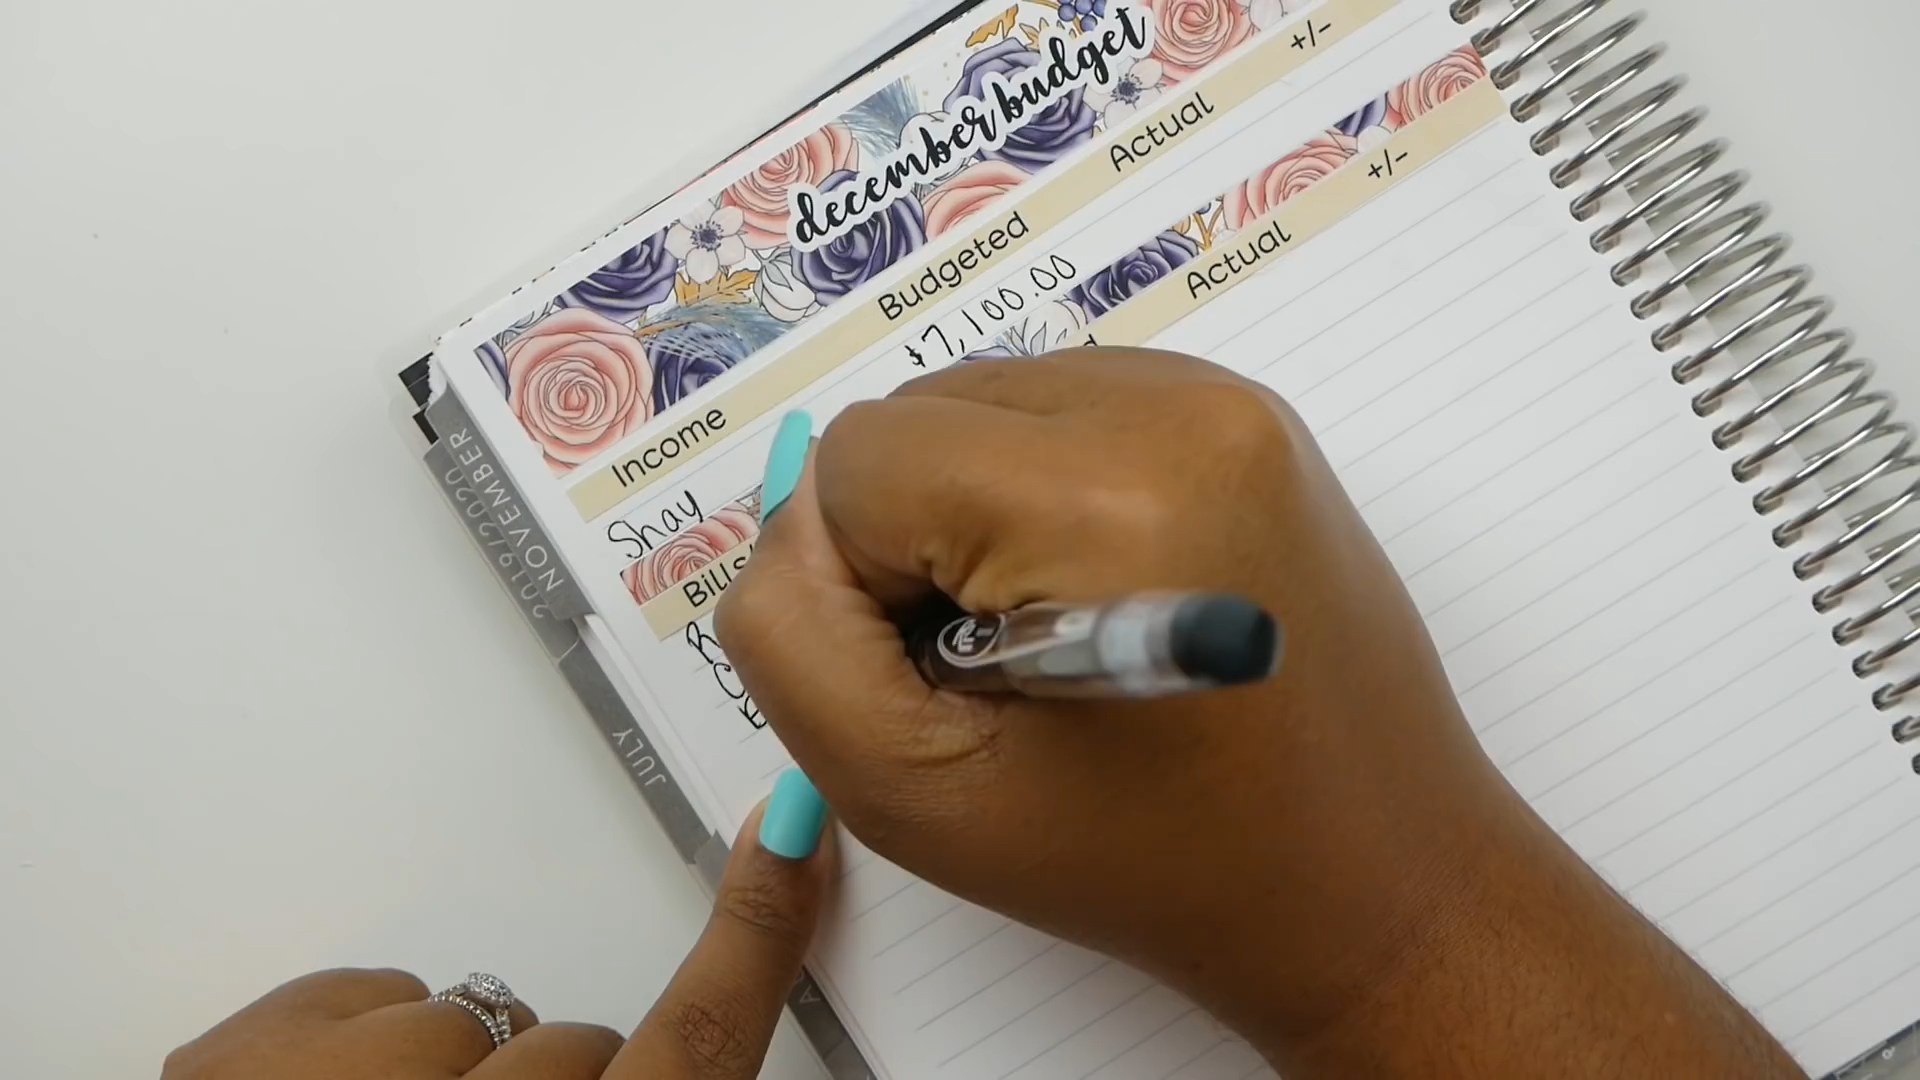 december budget
Income Budgeted Actual +/-
Shay $7,100.00
Bills Actual +/-
2019/2020
NOVEMBER
JULY